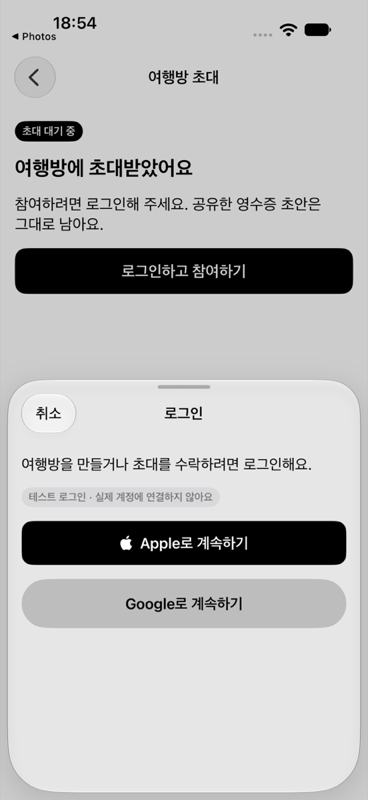 18:54
◀ Photos
여행방 초대
초대 대기 중
여행방에 초대받았어요
참여하려면 로그인해 주세요. 공유한 영수증 초안은
그대로 남아요.
로그인하고 참여하기
취소
로그인
여행방을 만들거나 초대를 수락하려면 로그인해요.
테스트 로그인 · 실제 계정에 연결하지 않아요
Apple로 계속하기
Google로 계속하기